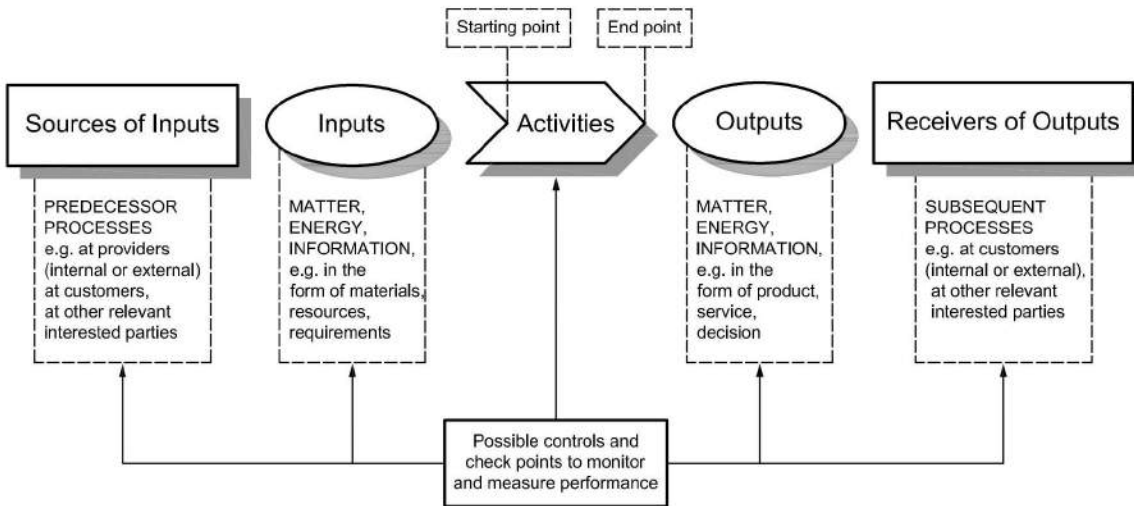 Starting point
End point
Sources of Inputs
Inputs
Activities
Outputs
Receivers of Outputs
PREDECESSOR
PROCESSES
e.g. at providers
(internal or external)
at customers,
at other relevant
interested parties
MATTER,
ENERGY,
INFORMATION,
e.g. in the
form of materials,
resources,
requirements
MATTER,
ENERGY,
INFORMATION,
e.g. in the
form of product,
service,
decision
SUBSEQUENT
PROCESSES
e.g. at customers
(internal or external),
at other relevant
interested parties
Possible controls and
check points to monitor
and measure performance